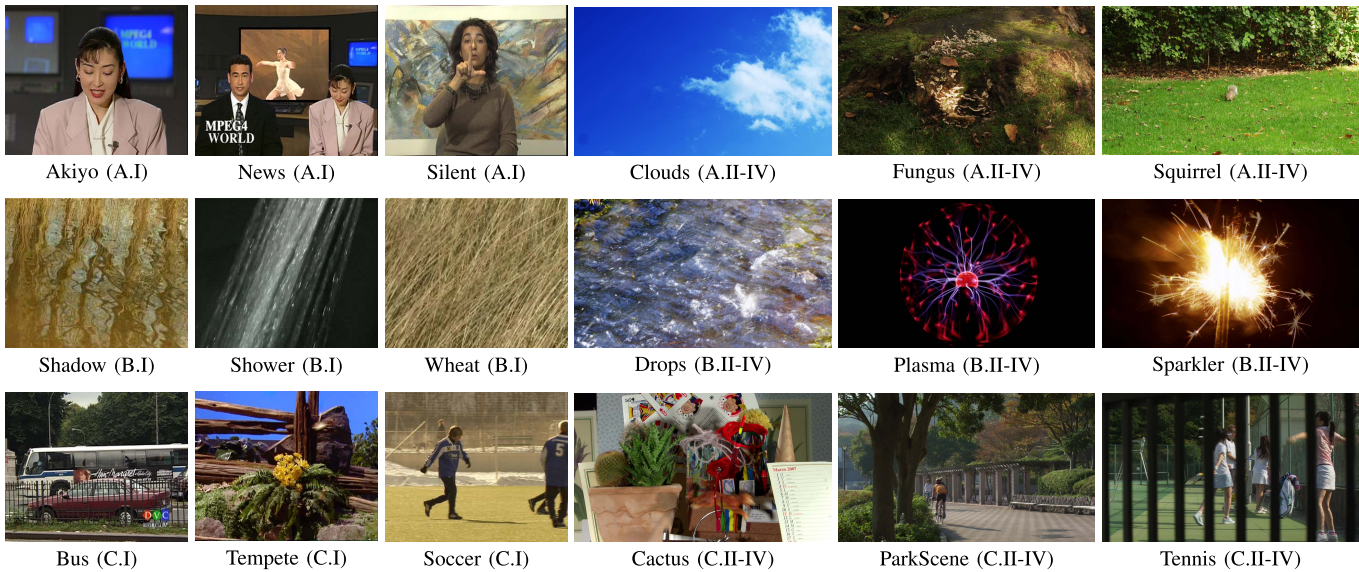 MPEG4
WORLD
MPEG4
WORLD
Akiyo (A.I)
News (A.I)
Silent (A.I)
Clouds (A.II-IV)
Fungus (A.II-IV)
Squirrel (A.II-IV)
Shadow (B.I)
Shower (B.I)
Wheat (B.I)
Drops (B.II-IV)
Plasma (B.II-IV)
Sparkler (B.II-IV)
DVC
5
Bus (C.I)
Tempete (C.I)
Soccer (C.I)
Cactus (C.II-IV)
ParkScene (C.II-IV)
Tennis (C.II-IV)